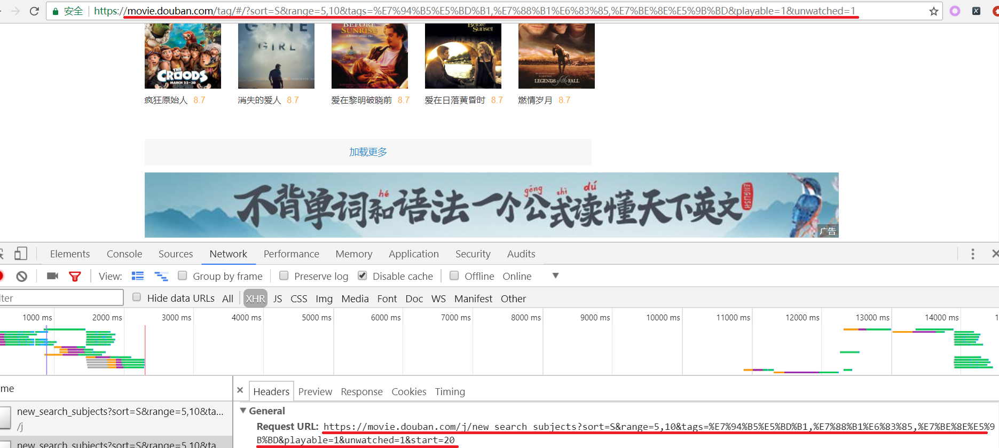 安全 https://movie.douban.com/tag/#/?sort=S&range=5,10&tags=%E7%94%B5%E5%BD%B1,%E7%88%B1%E6%83%85,%E7%BE%8E%E5%9B%BD&playable=1&unwatched=1
THE CROODS
MARCH 22 3D
GONE
GIRL
BEFORE
SUNRISE
Before
Sunset
LEGENDS of the FALL
疯狂原始人 8.7 消失的爱人 8.7 爱在黎明破晓前 8.7 爱在日落黄昏时 8.7 燃情岁月 8.7
加载更多
hé gōng shì dú
不背单词和语法一个公式读懂天下英文
ENGLISH
广告
Elements Console Sources Network Performance Memory Application Security Audits
View: Group by frame Preserve log Disable cache Offline Online
lter Hide data URLs All XHR JS CSS Img Media Font Doc WS Manifest Other
1000 ms 2000 ms 3000 ms 4000 ms 5000 ms 6000 ms 7000 ms 8000 ms 9000 ms 10000 ms 11000 ms 12000 ms 13000 ms 14000 ms 1
me
Headers Preview Response Cookies Timing
new_search_subjects?sort=S&range=5,10&ta...
/j
new_search_subjects?sort=S&range=5,10&ta...
General
Request URL: https://movie.douban.com/j/new_search_subjects?sort=S&range=5,10&tags=%E7%94%B5%E5%BD%B1,%E7%88%B1%E6%83%85,%E7%BE%8E%E5%9
B%BD&playable=1&unwatched=1&start=20